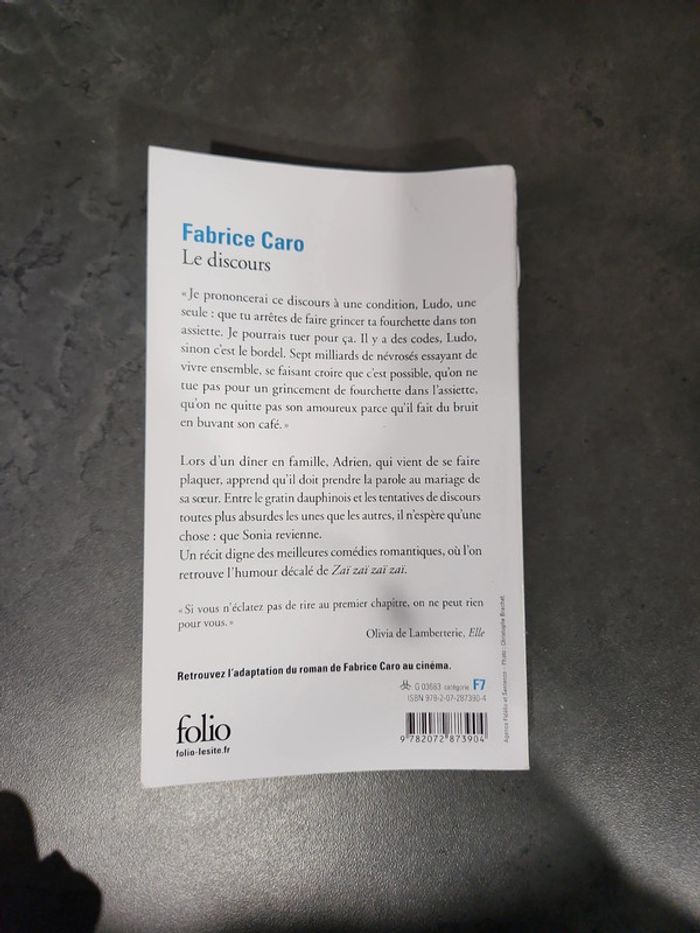 Fabrice Caro
Le discours
« Je prononcerai ce discours à une condition, Ludo, une
seule : que tu arrêtes de faire grincer ta fourchette dans ton
assiette. Je pourrais tuer pour ça. Il y a des codes, Ludo,
sinon c'est le bordel. Sept milliards de névrosés essayant de
vivre ensemble, se faisant croire que c'est possible, qu'on ne
tue pas pour un grincement de fourchette dans l'assiette,
qu'on ne quitte pas son amoureux parce qu'il fait du bruit
en buvant son café. »
Lors d'un dîner en famille, Adrien, qui vient de se faire
plaquer, apprend qu'il doit prendre la parole au mariage de
sa sœur. Entre le gratin dauphinois et les tentatives de discours
toutes plus absurdes les unes que les autres, il n'espère qu'une
chose : que Sonia revienne.
Un récit digne des meilleures comédies romantiques, où l'on
retrouve l'humour décalé de Zaï zaï zaï zaï.
« Si vous n'éclatez pas de rire au premier chapitre, on ne peut rien
pour vous. »
Olivia de Lamberterie, Elle
Retrouvez l'adaptation du roman de Fabrice Caro au cinéma.
G 03683 catégorie F7
ISBN 978-2-07-287390-4
folio
folio-lesite.fr
9 782072 873904
Agence Fidélio et Semence - Photo : Christophe Brachet.